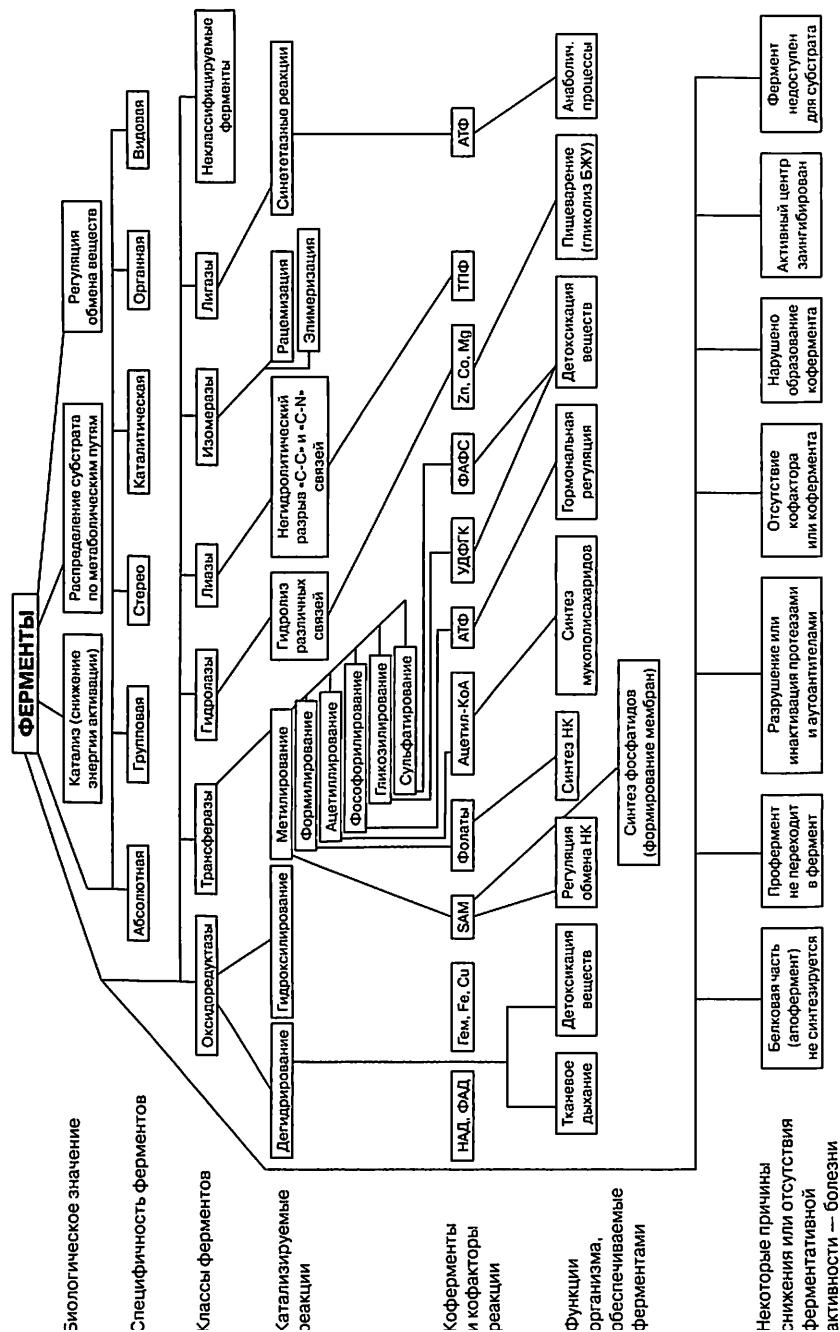 ФЕРМЕНТЫ
Биологическое значение
Катализ (снижение
энергии активации)
Распределение субстрата
по метаболическим путям
Регуляция
обмена веществ
Специфичность ферментов
Абсолютная
Групповая
Стерео
Каталитическая
Органная
Видовая
Классы ферментов
Оксидоредуктазы
Трансферазы
Гидролазы
Лиазы
Изомеразы
Лигазы
Неклассифицируемые
ферменты
Катализируемые
реакции
Дегидрирование
Гидроксилирование
Метилирование
Формилирование
Ацетиллирование
Фософорилирование
Гликозилирование
Сульфатирование
Гидролиз
различных
связей
Негидролитический
разрыв «C-C» и «C-N»
связей
Рацемизация
Эпимеризация
Синтетазные реакции
Коферменты
и кофакторы
реакции
НАД, ФАД
Гем, Fe, Cu
SAM
Фолаты
Ацетил-КоА
АТФ
УДФГК
ФАФС
Zn, Co, Mg
ТПФ
АТФ
Функции
организма,
обеспечиваемые
ферментами
Тканевое
дыхание
Детоксикация
веществ
Регуляция
обмена НК
Синтез НК
Синтез
мукополисахаридов
Гормональная
регуляция
Детоксикация
веществ
Пищеварение
(гликолиз БЖУ)
Анаболич.
процессы
Синтез фосфатидов
(формирование мембран)
Некоторые причины
снижения или отсутствия
ферментативной
активности — болезни
Белковая часть
(апофермент)
не синтезируется
Профермент
не переходит
в фермент
Разрушение или
инактивация протеазами
и аутоантителами
Отсутствие
кофактора
или кофермента
Нарушено
образование
кофермента
Активный центр
заингибирован
Фермент
недоступен
для субстрата